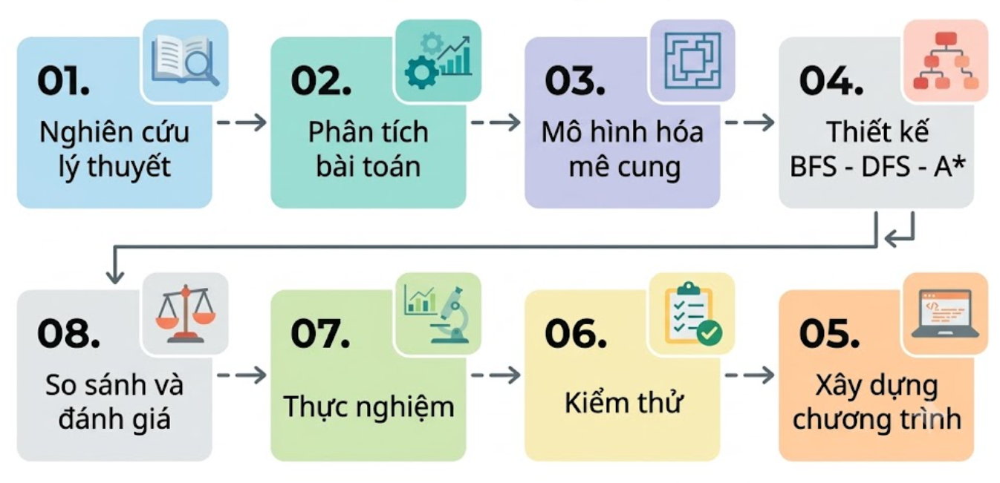 01.
Nghiên cứu
lý thuyết
02.
Phân tích
bài toán
03.
Mô hình hóa
mê cung
04.
Thiết kế
BFS - DFS - A*
08.
So sánh và
đánh giá
07.
Thực nghiệm
06.
Kiểm thử
05.
Xây dựng
chương trình